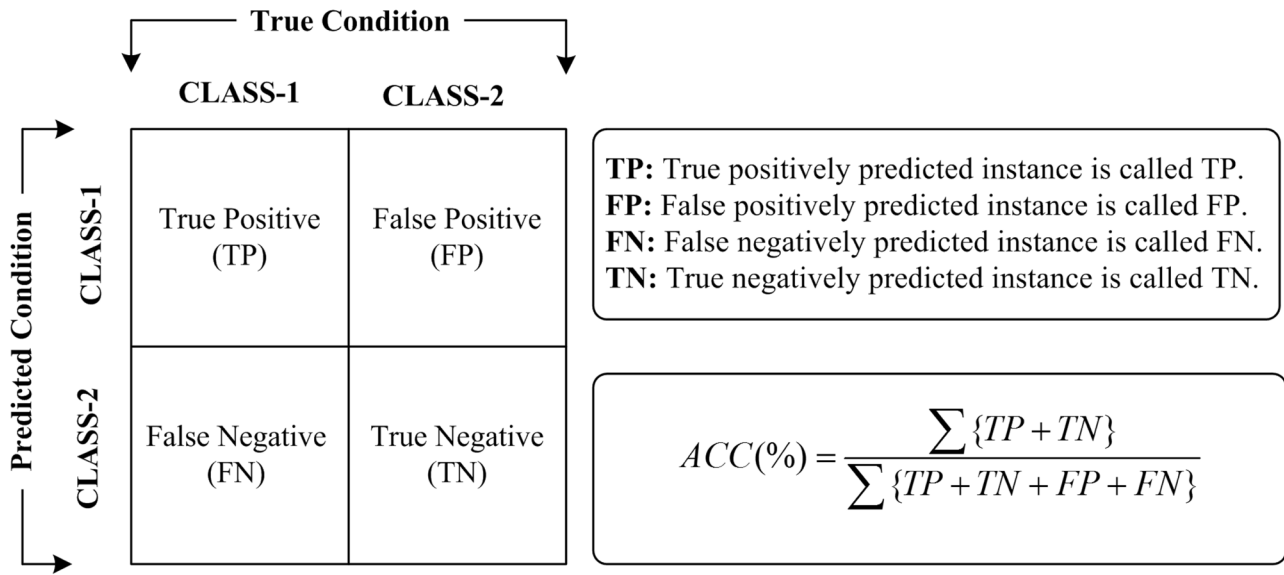 True Condition
CLASS-1 CLASS-2
Predicted Condition
CLASS-1
True Positive
(TP)
False Positive
(FP)
CLASS-2
False Negative
(FN)
True Negative
(TN)
TP: True positively predicted instance is called TP.
FP: False positively predicted instance is called FP.
FN: False negatively predicted instance is called FN.
TN: True negatively predicted instance is called TN.
ACC(%) = ∑{TP + TN} / ∑{TP + TN + FP + FN}